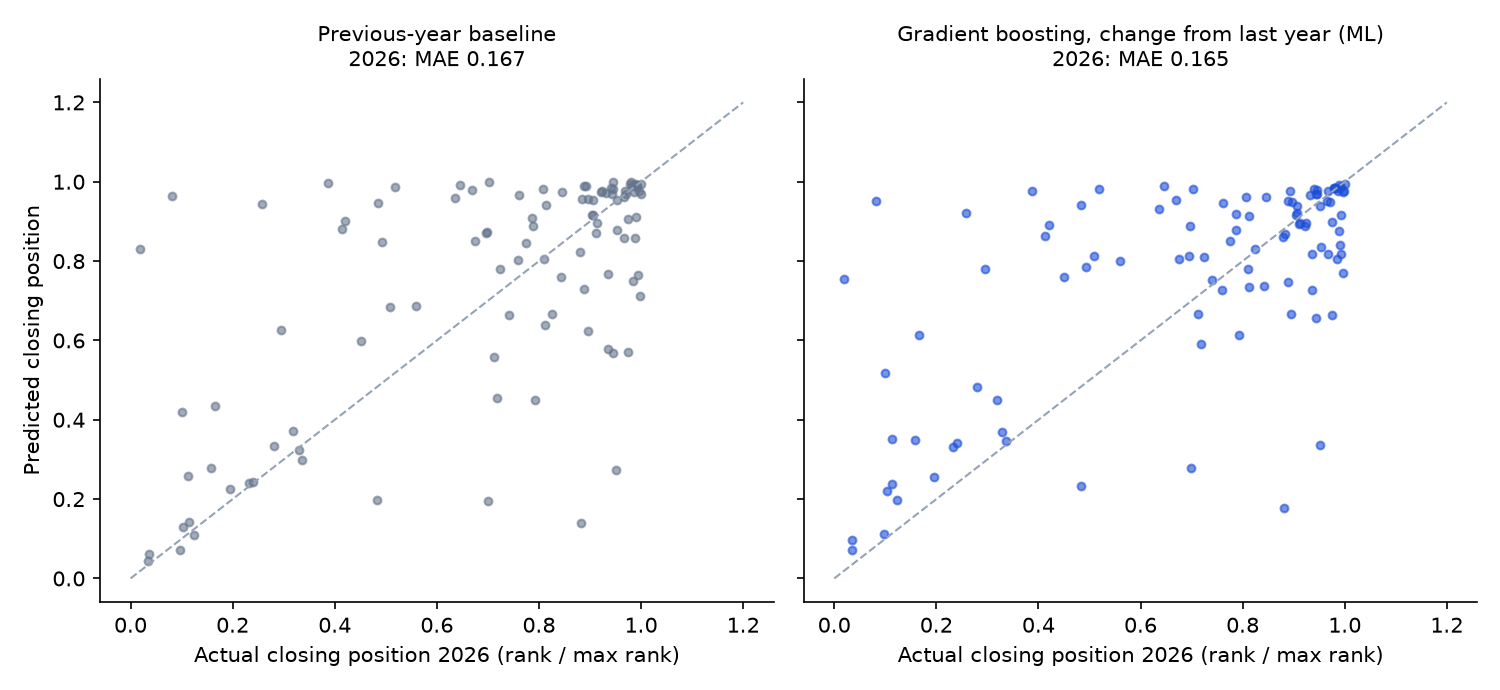 Previous-year baseline
2026: MAE 0.167
Gradient boosting, change from last year (ML)
2026: MAE 0.165
Predicted closing position
1.2
1.0
0.8
0.6
0.4
0.2
0.0
0.0 0.2 0.4 0.6 0.8 1.0 1.2
Actual closing position 2026 (rank / max rank)
0.0 0.2 0.4 0.6 0.8 1.0 1.2
Actual closing position 2026 (rank / max rank)